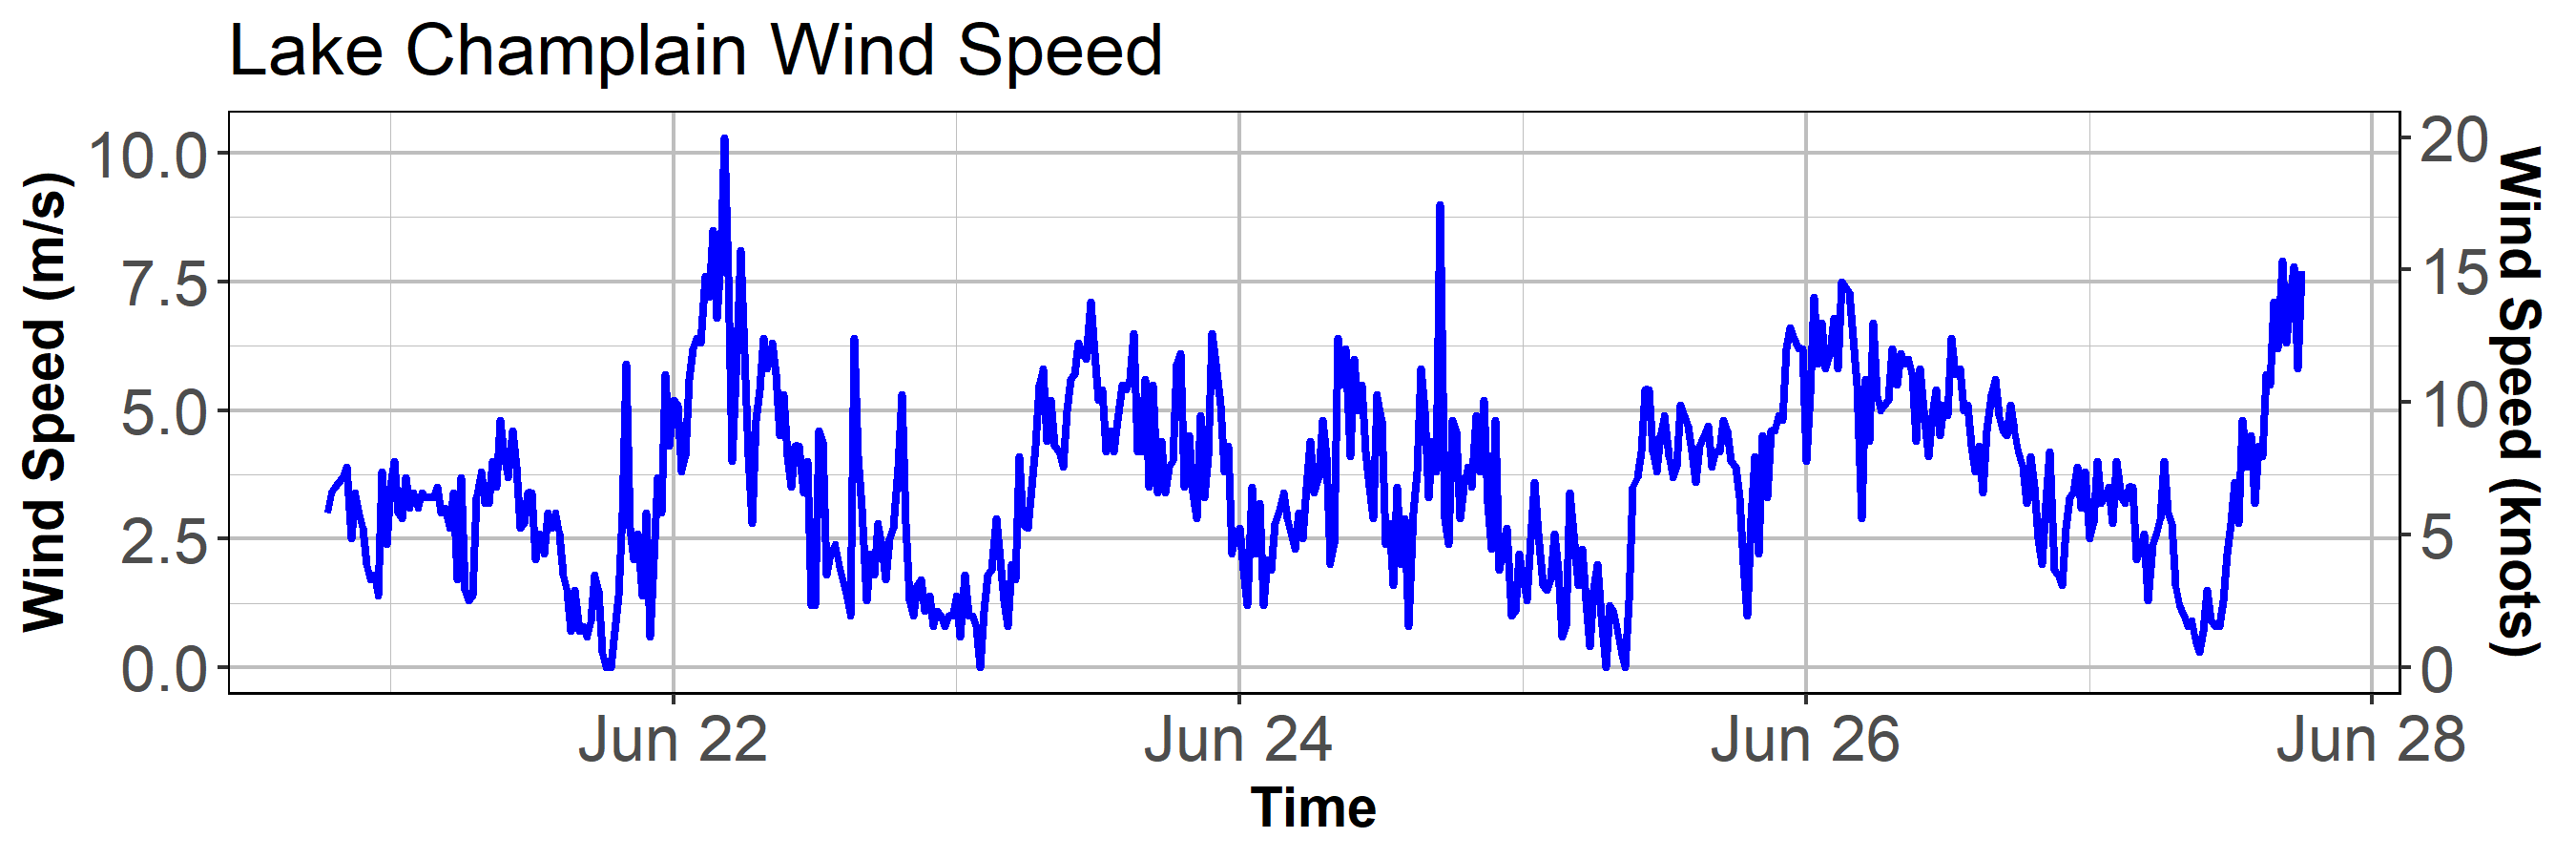 Lake Champlain Wind Speed
Wind Speed (m/s)
10.0
7.5
5.0
2.5
0.0
20
15
10
5
0
Wind Speed (knots)
Jun 22
Jun 24
Jun 26
Jun 28
Time